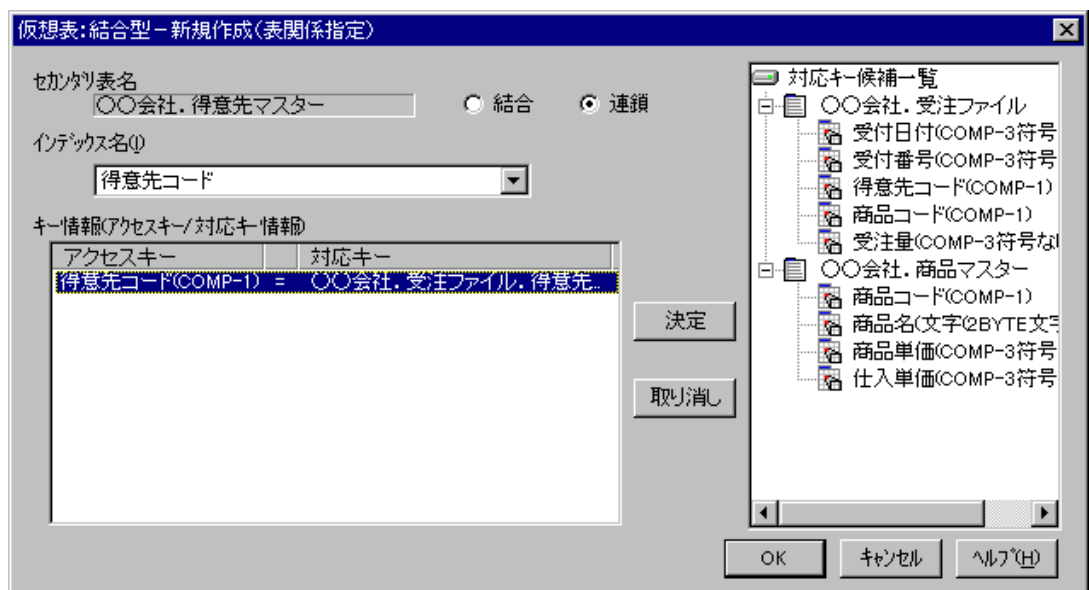 仮想表:結合型－新規作成(表関係指定)
ｾｶﾝﾀﾞﾘ表名
〇〇会社．得意先マスター
結合
連鎖
ｲﾝﾃﾞｯｸｽ名(I)
得意先コード
ｷｰ情報(ｱｸｾｽｷｰ/対応ｷｰ情報)
アクセスキー 対応キー
得意先コード(COMP-1) = 〇〇会社．受注ファイル．得意先...
決定
取り消し
対応キー候補一覧
〇〇会社．受注ファイル
受付日付(COMP-3符号
受付番号(COMP-3符号
得意先コード(COMP-1)
商品コード(COMP-1)
受注量(COMP-3符号な
〇〇会社．商品マスター
商品コード(COMP-1)
商品名(文字(2BYTE文字
商品単価(COMP-3符号
仕入単価(COMP-3符号
OK
ｷｬﾝｾﾙ
ﾍﾙﾌﾟ(H)